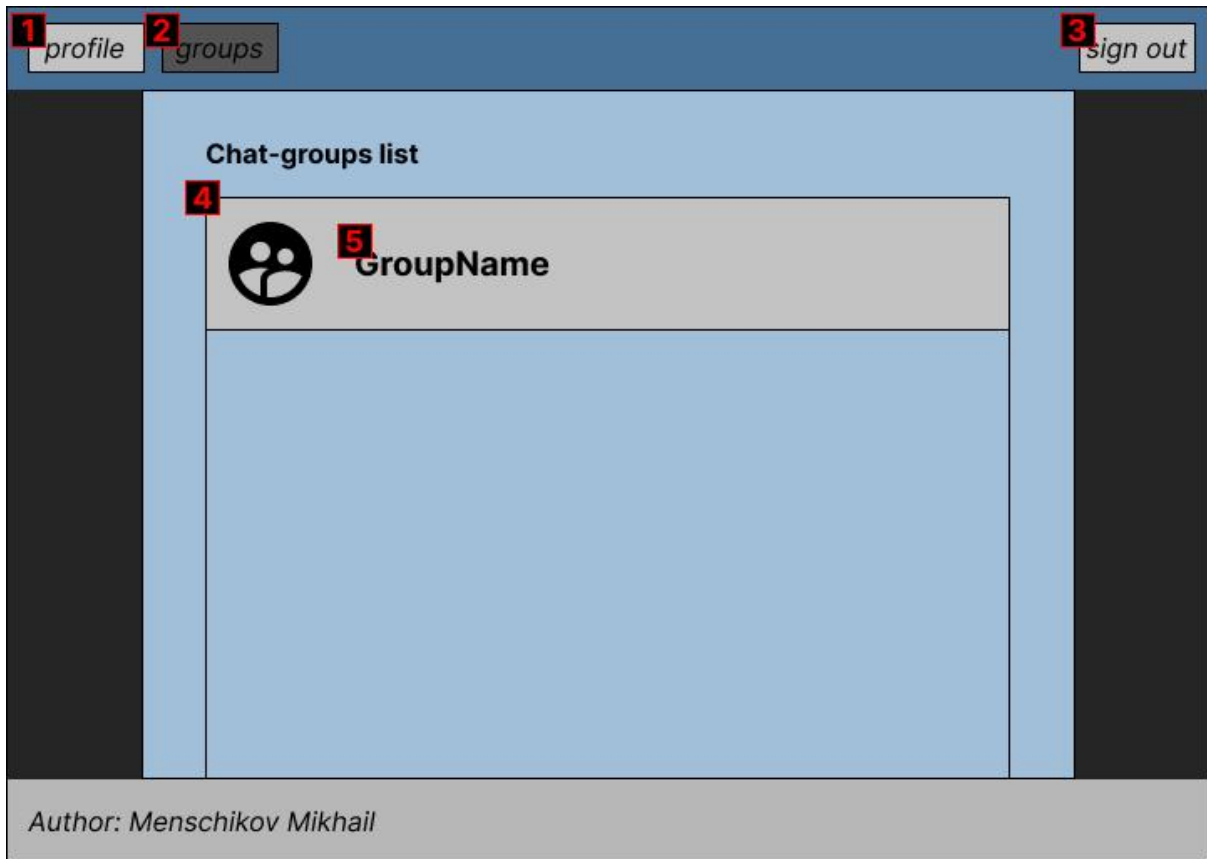 1
profile
2
groups
3
sign out
Chat-groups list
4
5
GroupName
Author: Menschikov Mikhail